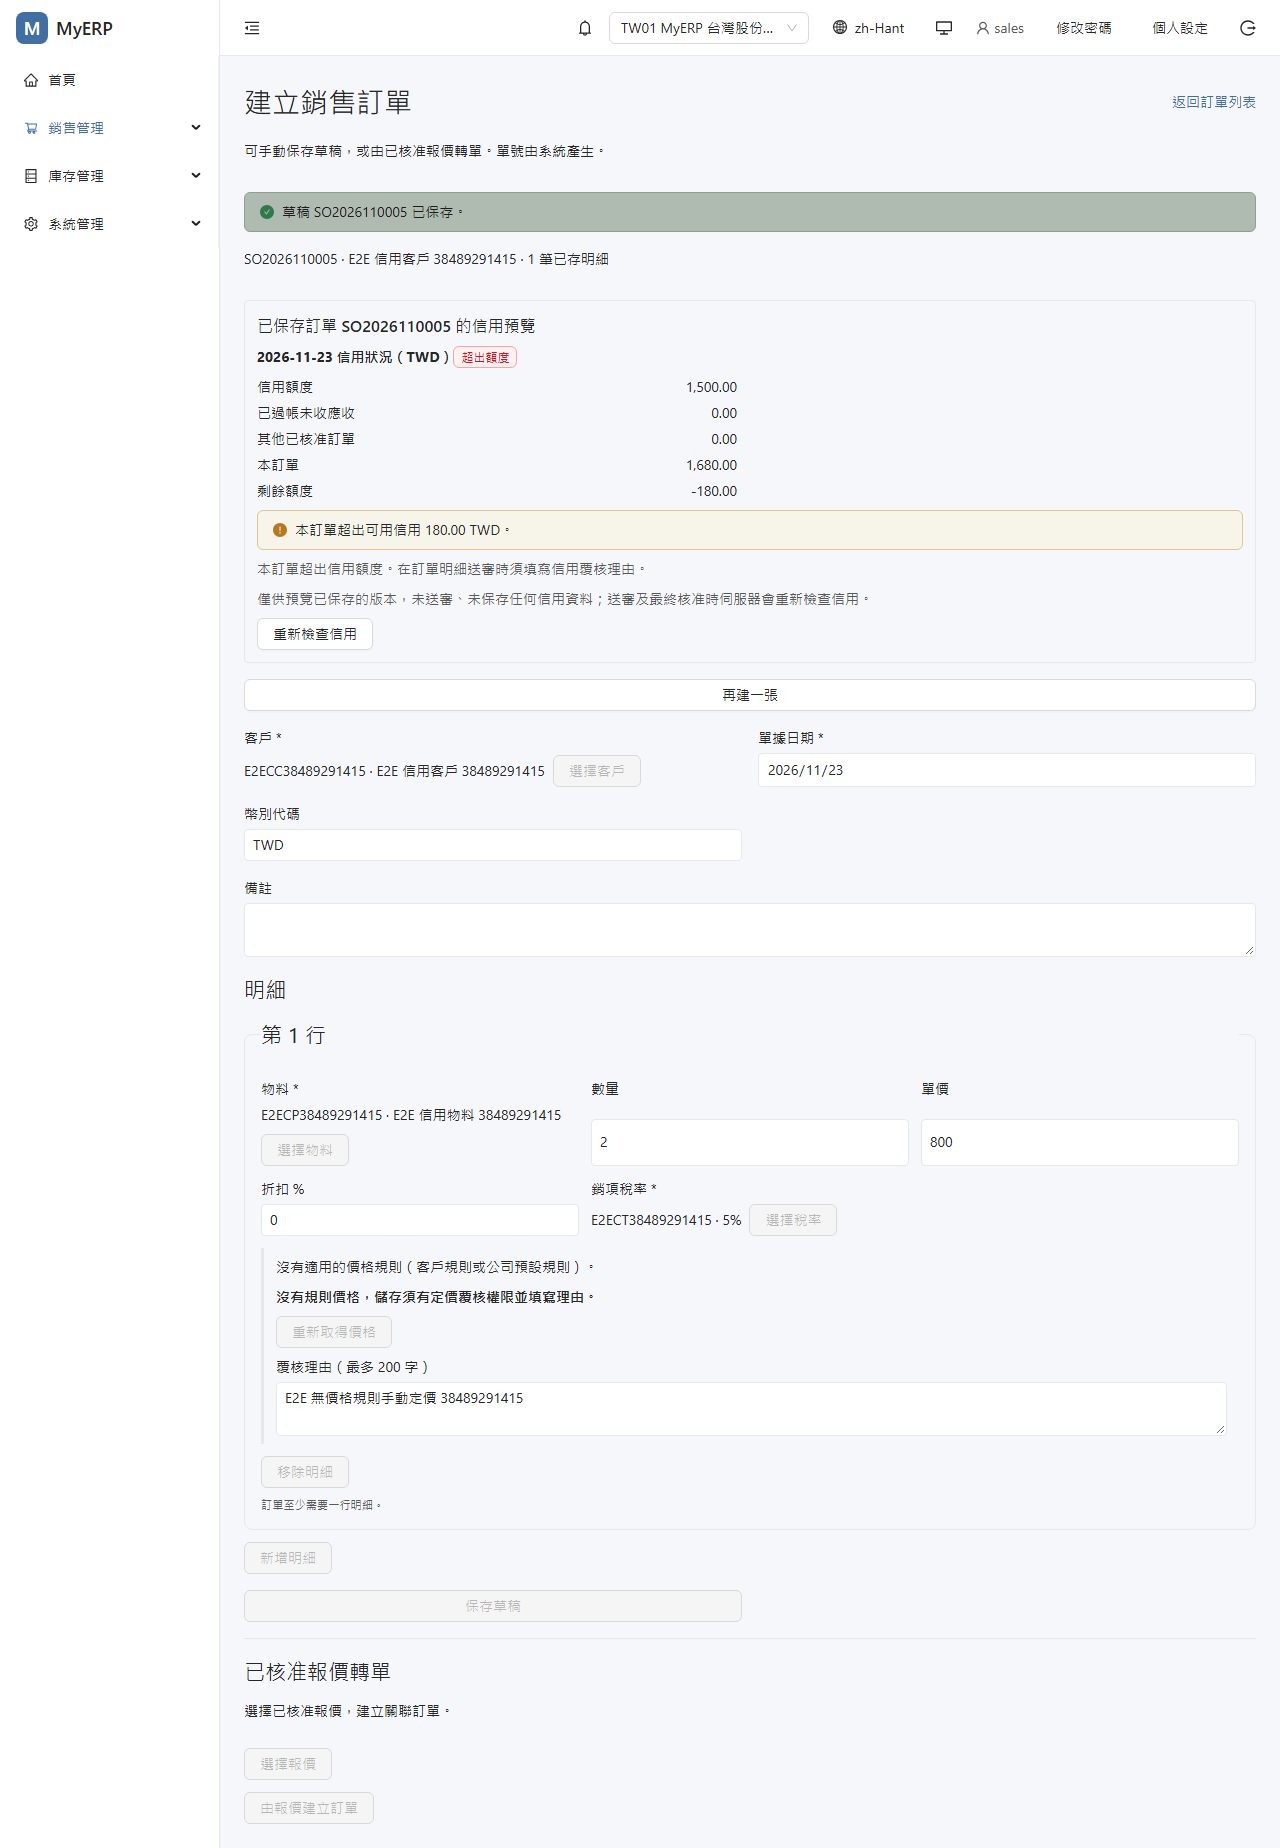 M MyERP
TW01 MyERP 台灣股份...
zh-Hant
sales
修改密碼
個人設定
首頁
銷售管理
庫存管理
系統管理
建立銷售訂單
返回訂單列表
可手動保存草稿，或由已核准報價轉單。單號由系統產生。
草稿 SO2026110005 已保存。
SO2026110005 · E2E 信用客戶 38489291415 · 1 筆已存明細
已保存訂單 SO2026110005 的信用預覽
2026-11-23 信用狀況（TWD） 超出額度
信用額度 1,500.00
已過帳未收應收 0.00
其他已核准訂單 0.00
本訂單 1,680.00
剩餘額度 -180.00
本訂單超出可用信用 180.00 TWD。
本訂單超出信用額度。在訂單明細送審時須填寫信用覆核理由。
僅供預覽已保存的版本，未送審、未保存任何信用資料；送審及最終核准時伺服器會重新檢查信用。
重新檢查信用
再建一張
客戶 *
單據日期 *
E2ECC38489291415 · E2E 信用客戶 38489291415 選擇客戶
2026/11/23
幣別代碼
TWD
備註
明細
第 1 行
物料 *
數量
單價
E2ECP38489291415 · E2E 信用物料 38489291415
選擇物料
2
800
折扣 %
銷項稅率 *
0
E2ECT38489291415 · 5% 選擇稅率
沒有適用的價格規則（客戶規則或公司預設規則）。
沒有規則價格，儲存須有定價覆核權限並填寫理由。
重新取得價格
覆核理由（最多 200 字）
E2E 無價格規則手動定價 38489291415
移除明細
訂單至少需要一行明細。
新增明細
保存草稿
已核准報價轉單
選擇已核准報價，建立關聯訂單。
選擇報價
由報價建立訂單